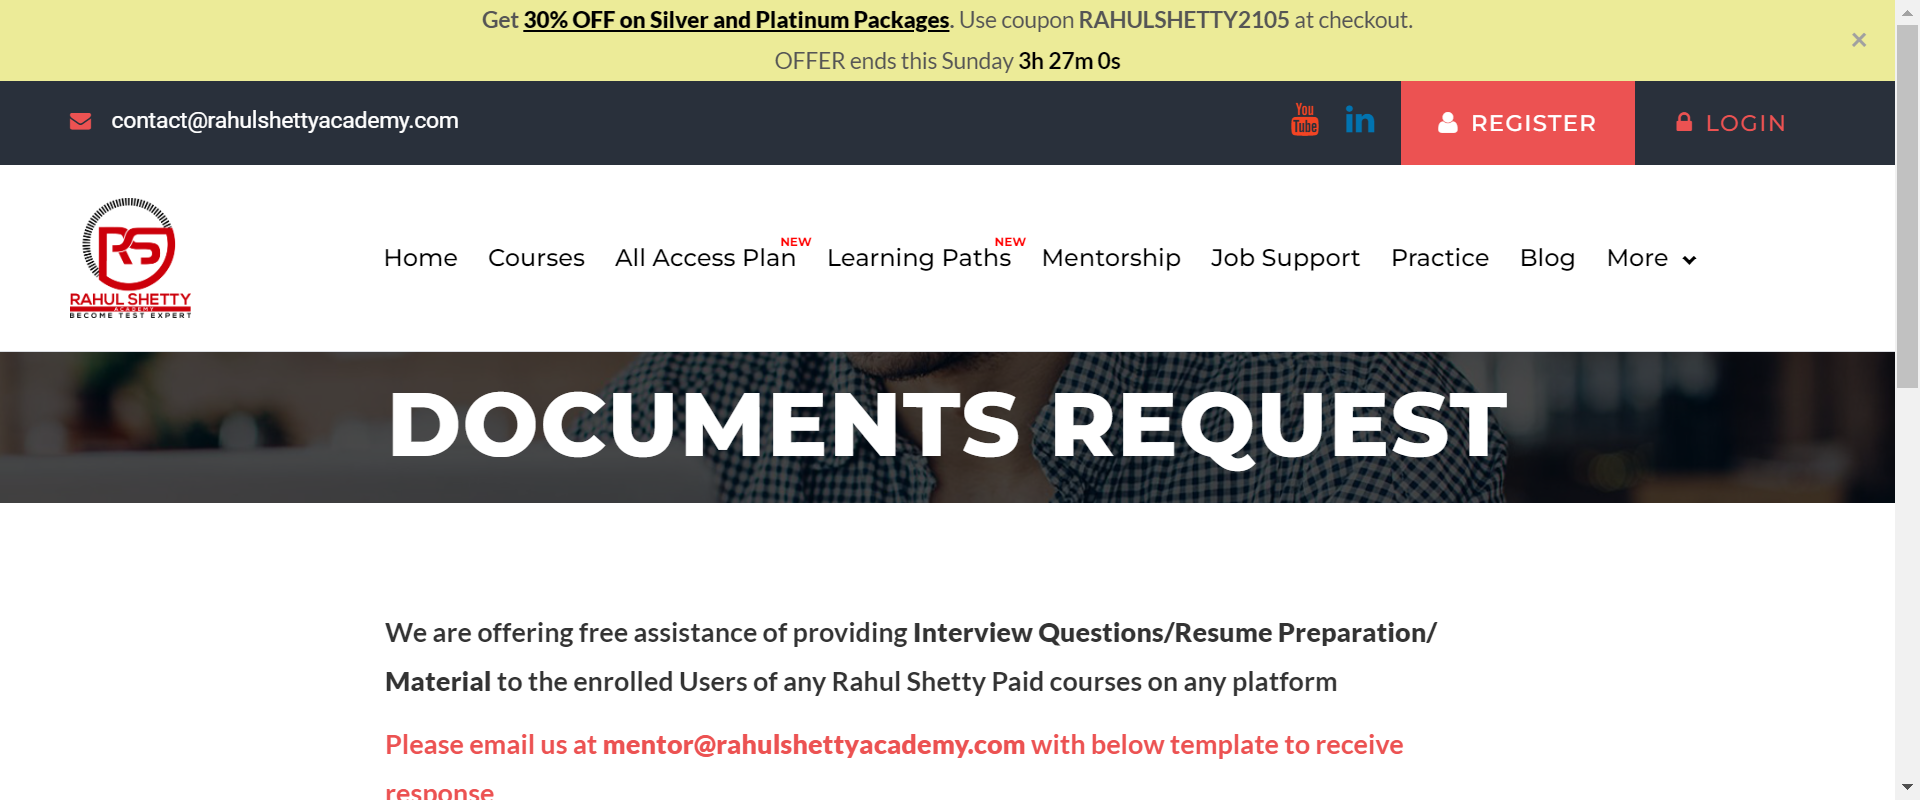 Get 30% OFF on Silver and Platinum Packages. Use coupon RAHULSHETTY2105 at checkout.
OFFER ends this Sunday 3h 27m 0s
×
contact@rahulshettyacademy.com
You Tube
in
REGISTER
LOGIN
RS
RAHUL SHETTY
ACADEMY
BECOME TEST EXPERT
Home Courses All Access Plan NEW Learning Paths NEW Mentorship Job Support Practice Blog More
DOCUMENTS REQUEST
We are offering free assistance of providing Interview Questions/Resume Preparation/
Material to the enrolled Users of any Rahul Shetty Paid courses on any platform
Please email us at mentor@rahulshettyacademy.com with below template to receive
response